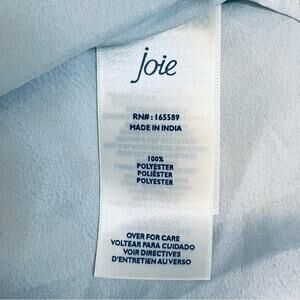 joie
RN# : 165589
MADE IN INDIA
100%
POLYESTER
POLIÉSTER
POLYESTER
OVER FOR CARE
VOLTEAR PARA CUIDADO
VOIR DIRECTIVES
D'ENTRETIEN AU VERSO